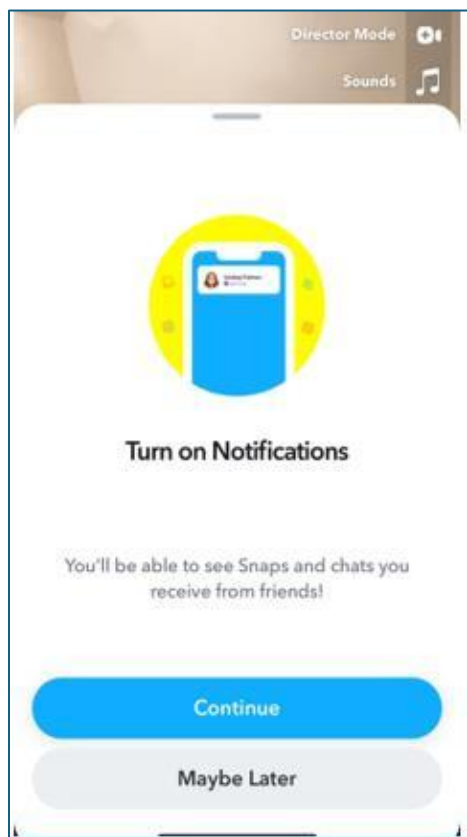 Director Mode
Sounds
Turn on Notifications
You'll be able to see Snaps and chats you
receive from friends!
Continue
Maybe Later